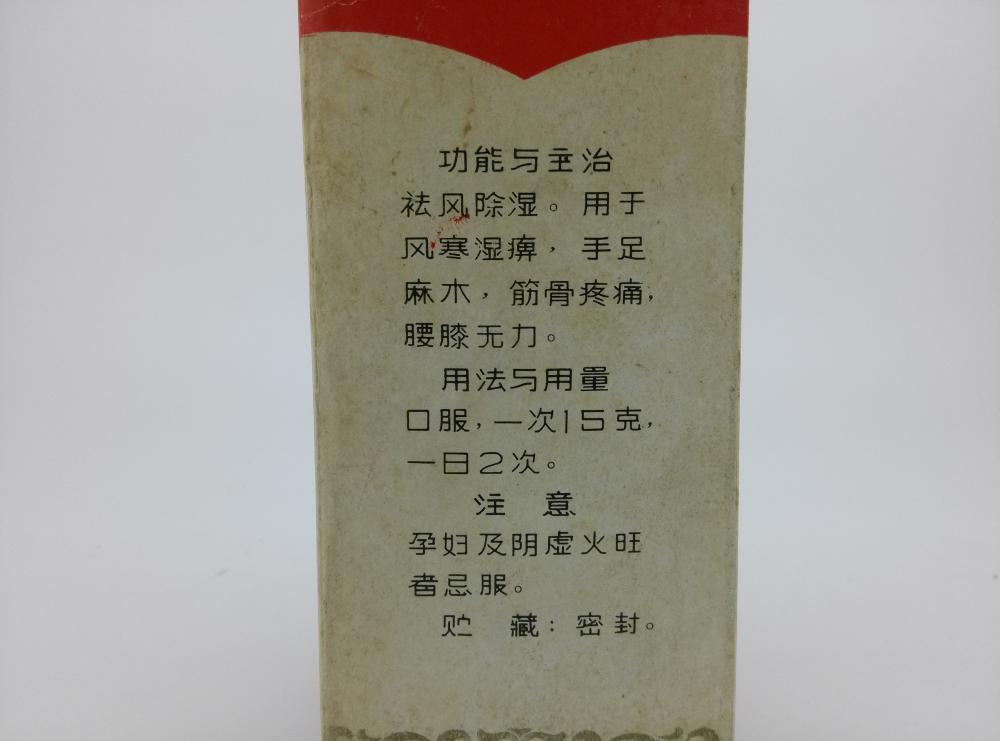 功能与主治
祛风除湿。用于
风寒湿痹，手足
麻木，筋骨疼痛，
腰膝无力。
用法与用量
口服，一次15克，
一日2次。
注 意
孕妇及阴虚火旺
者忌服。
贮 藏：密封。